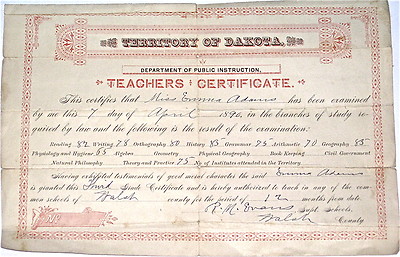 TERRITORY OF DAKOTA.
DEPARTMENT OF PUBLIC INSTRUCTION.
TEACHERS CERTIFICATE.
This certifies that Miss Emma Adams has been examined
by me this 7 day of April 1890, in the branches of study re-
quired by law and the following is the result of the examination:
Reading 82 Writing 78 Orthography 80 History 85 Grammar 75 Arithmetic 70 Geography 85
Physiology and Hygiene 85 Algebra Geometry Physical Geography Book Keeping Civil Government
Natural Philosophy Theory and Practice 75 No of Institutes attended in the Territory
Having exhibited testimonials of good moral character the said Emma Adams
is granted this Grade Certificate and is hereby authorized to teach in any of the com-
mon schools of Walsh county for the period of 12 months from date.
No P. M. Evans Supt. schools,
Walsh County